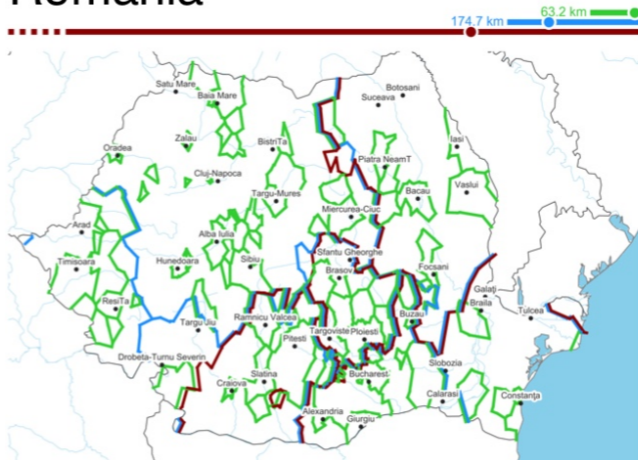 Romania
63.2 km
174.7 km
Satu Mare
Baia Mare
Botosani
Suceava
Iasi
Zalau
Oradea
BistriTa
Piatra NeamT
Cluj-Napoca
Vaslui
Bacau
Targu-Mures
Miercurea-Ciuc
Arad
Alba Iulia
Sfantu Gheorghe
Timisoara
Hunedoara
Sibiu
Brasov
Focsani
Galaţi
ResiTa
Braila
Tulcea
Targu Jiu
Ramnicu Valcea
Buzau
Targoviste
Ploiesti
Pitesti
Drobeta-Turnu Severin
Slobozia
Slatina
Bucharest
Craiova
Calarasi
Constanţa
Alexandria
Giurgiu